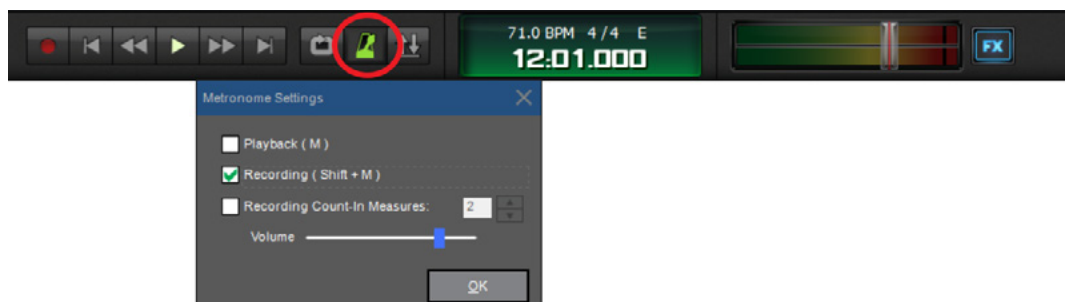 71.0 BPM 4/4 E
12:01.000
FX
Metronome Settings
Playback ( M )
Recording ( Shift + M )
Recording Count-In Measures: 2
Volume
OK